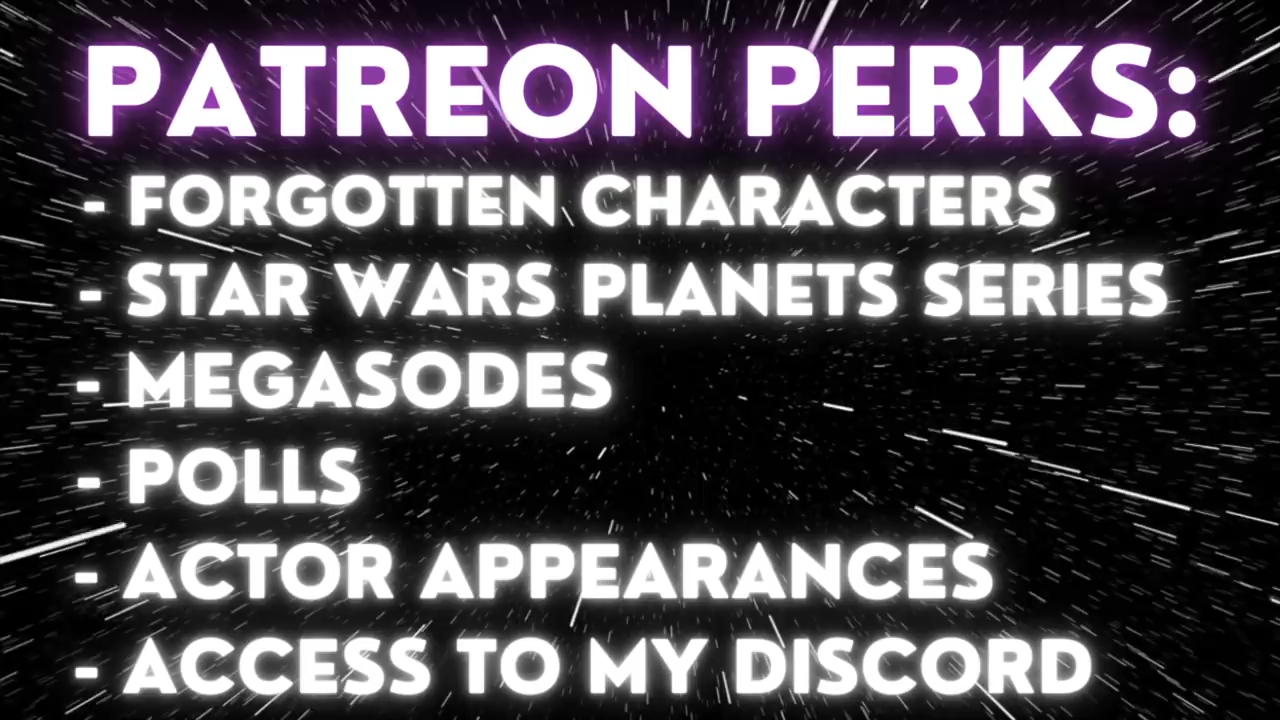 PATREON PERKS:
- FORGOTTEN CHARACTERS
- STAR WARS PLANETS SERIES
- MEGASODES
- POLLS
- ACTOR APPEARANCES
- ACCESS TO MY DISCORD